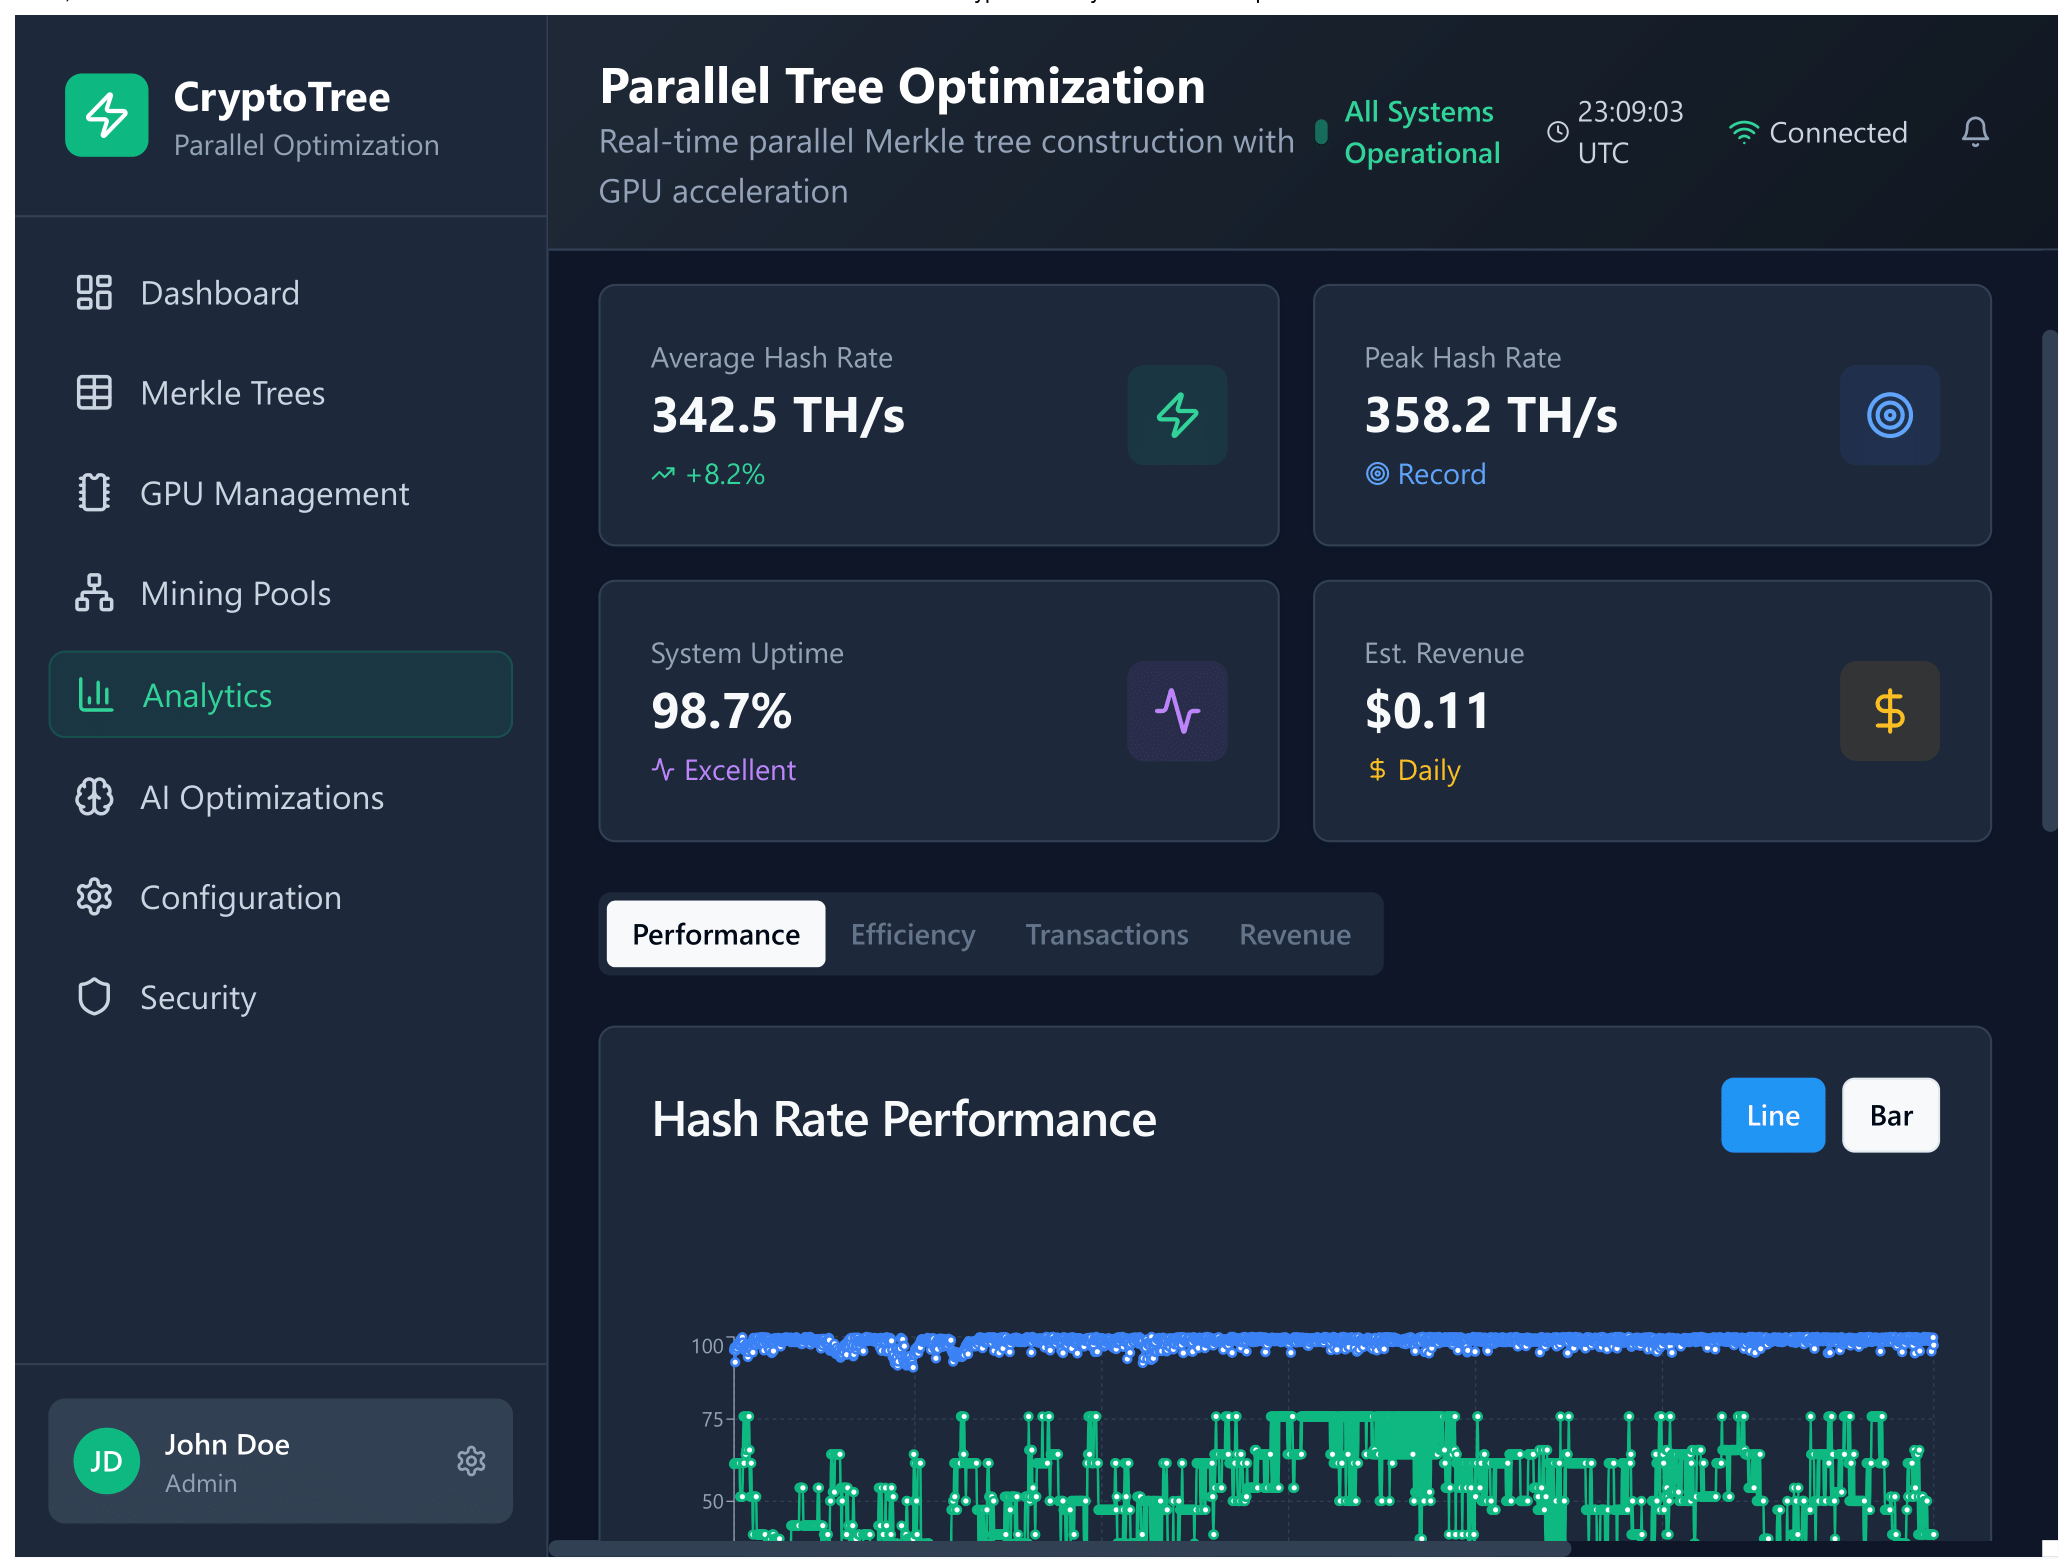 CryptoTree
Parallel Optimization
Dashboard
Merkle Trees
GPU Management
Mining Pools
Analytics
AI Optimizations
Configuration
Security
JD
John Doe
Admin
Parallel Tree Optimization
Real-time parallel Merkle tree construction with
GPU acceleration
All Systems
Operational
23:09:03
UTC
Connected
Average Hash Rate
342.5 TH/s
+8.2%
Peak Hash Rate
358.2 TH/s
Record
System Uptime
98.7%
Excellent
Est. Revenue
$0.11
Daily
Performance
Efficiency
Transactions
Revenue
Hash Rate Performance
Line
Bar
100
75
50